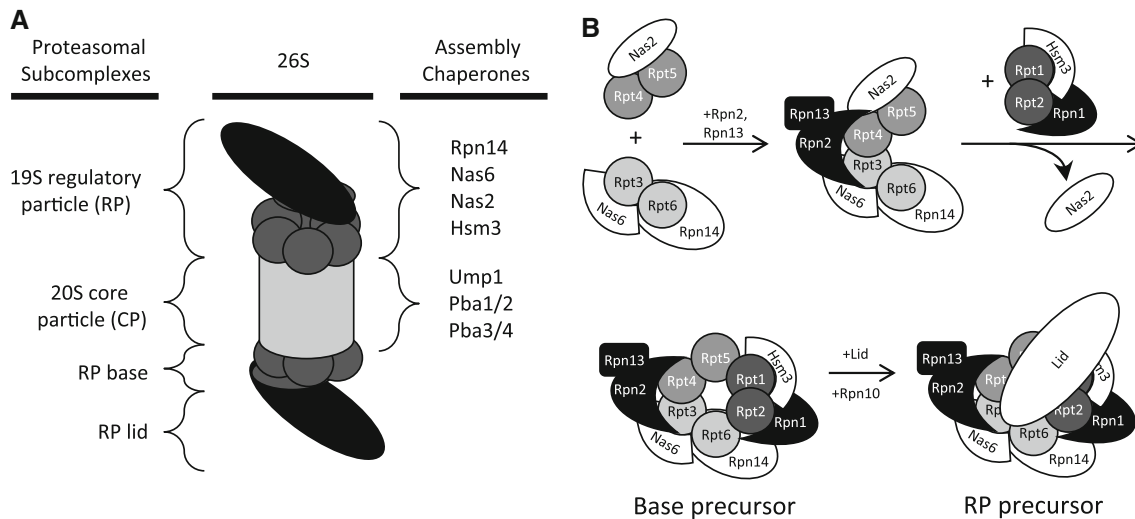 A
Proteasomal
Subcomplexes
26S
Assembly
Chaperones
19S regulatory
particle (RP)
20S core
particle (CP)
RP base
RP lid
Rpn14
Nas6
Nas2
Hsm3
Ump1
Pba1/2
Pba3/4
B
Nas2
Rpt5
Rpt4
+
Rpt3
Rpt6
Nas6
Rpn14
+Rpn2,
Rpn13
Nas2
Rpn13
Rpt5
Rpn2
Rpt4
Rpt3
Rpt6
Nas6
Rpn14
+
Hsm3
Rpt1
Rpt2
Rpn1
Nas2
Rpn13
Rpt5
Hsm3
Rpn2
Rpt4
Rpt1
Rpt3
Rpt2
Rpn1
Rpt6
Nas6
Rpn14
Base precursor
+Lid
+Rpn10
Rpn13
Lid
Rpn2
Rpt2
Rpn1
Rpt6
Nas6
Rpn14
RP precursor